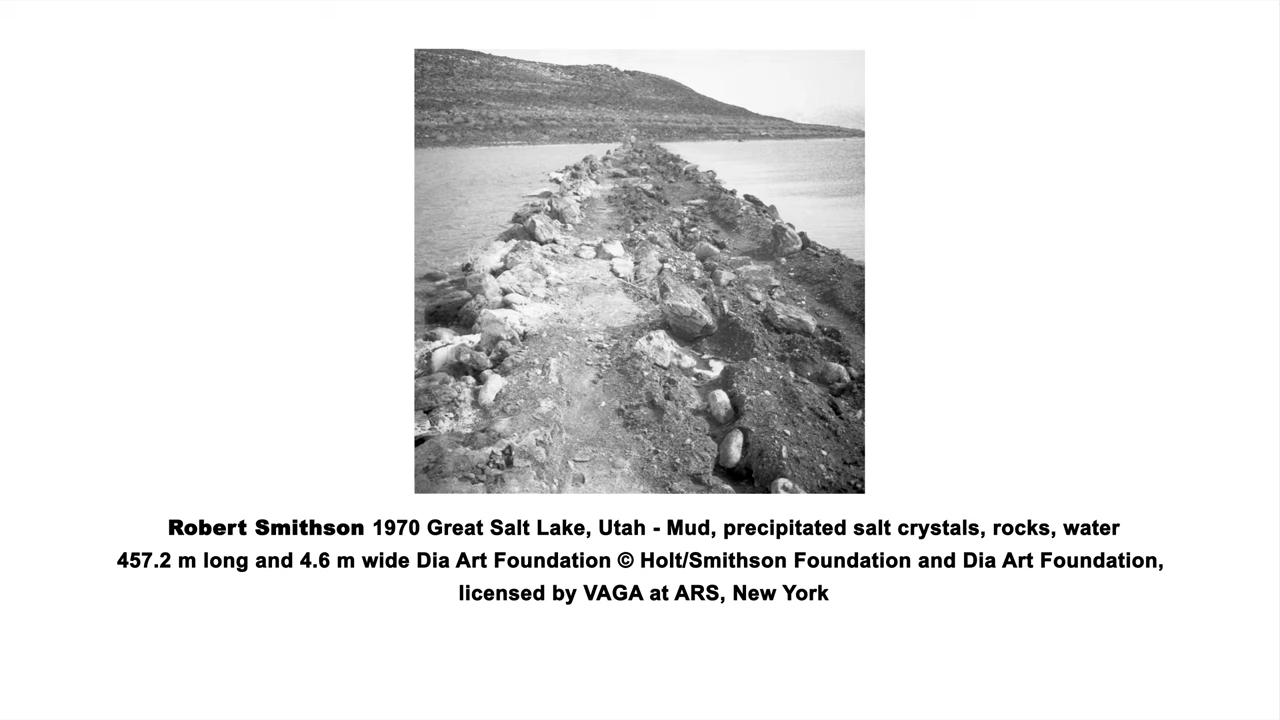 Robert Smithson 1970 Great Salt Lake, Utah - Mud, precipitated salt crystals, rocks, water
457.2 m long and 4.6 m wide Dia Art Foundation © Holt/Smithson Foundation and Dia Art Foundation,
licensed by VAGA at ARS, New York